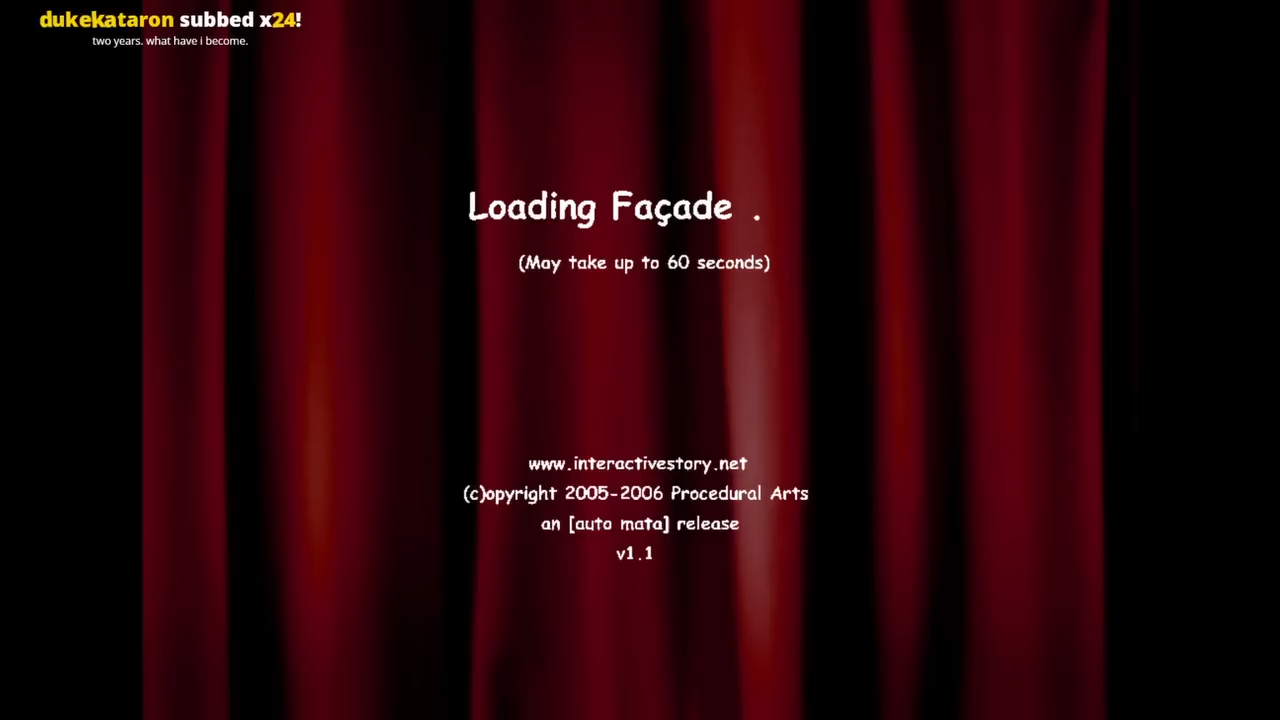 dukekataron subbed x24!
two years. what have i become.
Loading Façade .
(May take up to 60 seconds)
www.interactivestory.net
(c)opyright 2005-2006 Procedural Arts
an [auto mata] release
v1.1